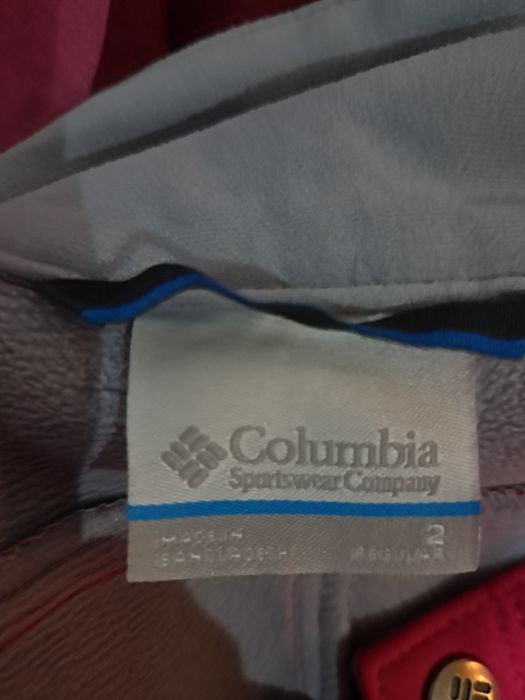 Columbia
Sportswear Company
2
MADE IN
BANGLADESH
REGULAR